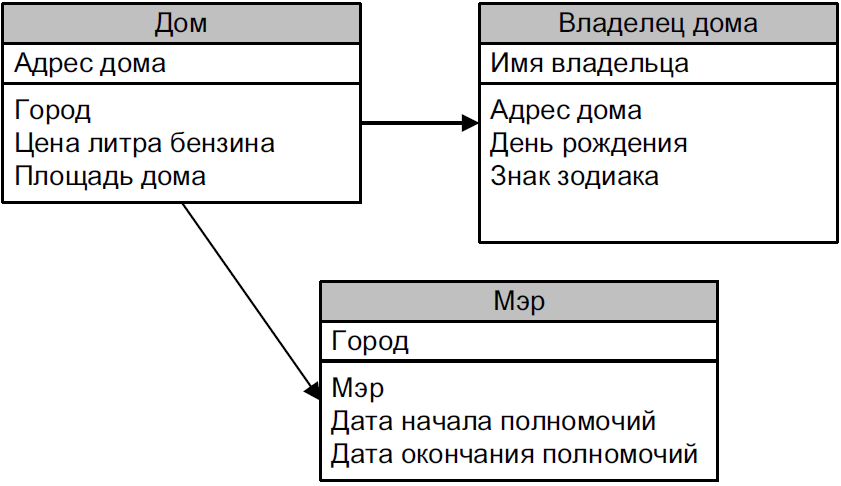 Дом
Адрес дома
Город
Цена литра бензина
Площадь дома
Владелец дома
Имя владельца
Адрес дома
День рождения
Знак зодиака
Мэр
Город
Мэр
Дата начала полномочий
Дата окончания полномочий